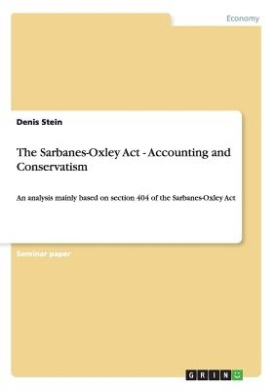 Economy
Denis Stein
The Sarbanes-Oxley Act - Accounting and
Conservatism
An analysis mainly based on section 404 of the Sarbanes-Oxley Act
Seminar paper
GRIN